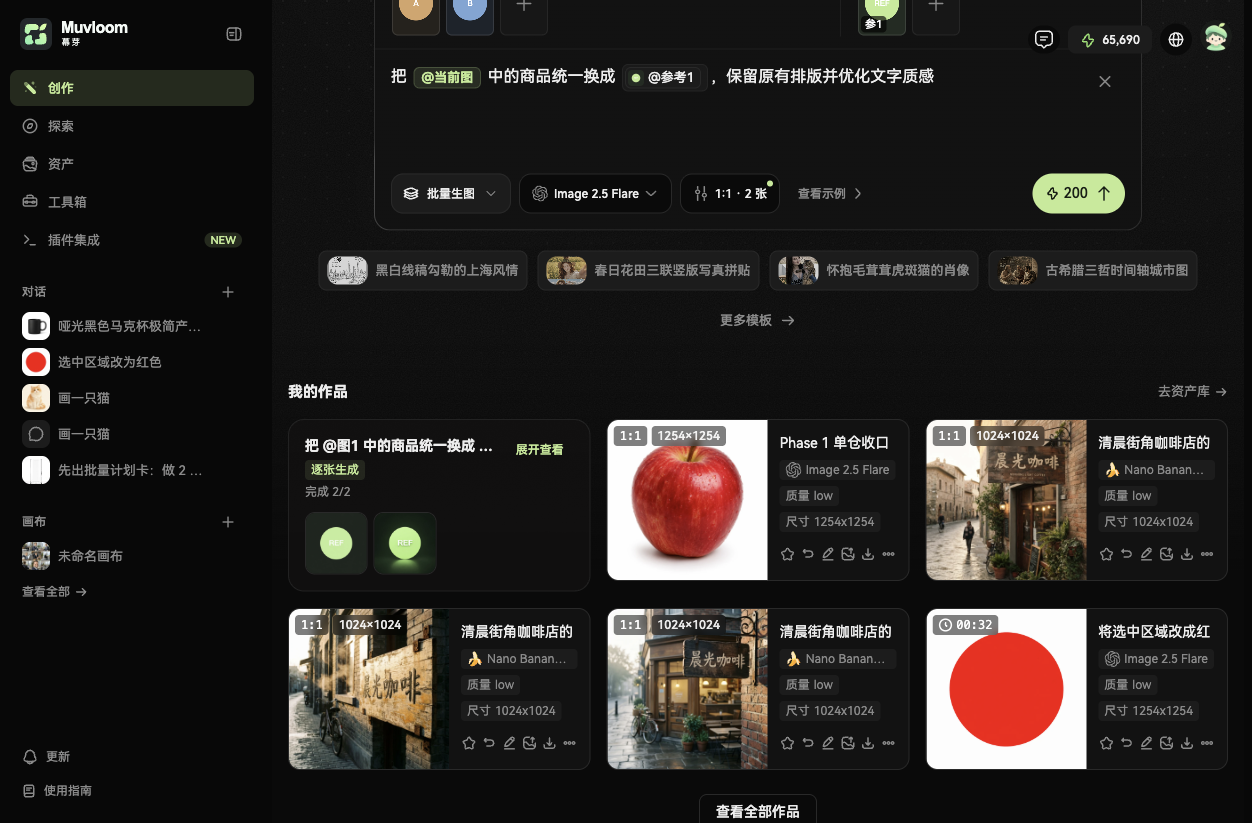 Muvloom
幕芽
创作
探索
资产
工具箱
插件集成 NEW
对话
哑光黑色马克杯极简产...
选中区域改为红色
画一只猫
画一只猫
先出批量计划卡：做 2 ...
画布
未命名画布
查看全部
更新
使用指南
A B
REF
参1
65,690
把 @当前图 中的商品统一换成 @参考1 ，保留原有排版并优化文字质感
批量生图
Image 2.5 Flare
1:1 · 2 张
查看示例
200
黑白线稿勾勒的上海风情
春日花田三联竖版写真拼贴
怀抱毛茸茸虎斑猫的肖像
古希腊三哲时间轴城市图
更多模板
我的作品
去资产库
把 @图1 中的商品统一换成 ...
展开查看
逐张生成
完成 2/2
REF
REF
1:1 1254×1254
Phase 1 单仓收口
Image 2.5 Flare
质量 low
尺寸 1254x1254
1:1 1024×1024
晨光咖啡
清晨街角咖啡店的
Nano Banan...
质量 low
尺寸 1024x1024
1:1 1024×1024
晨光咖啡
清晨街角咖啡店的
Nano Banan...
质量 low
尺寸 1024x1024
1:1 1024×1024
晨光咖啡
清晨街角咖啡店的
Nano Banan...
质量 low
尺寸 1024x1024
00:32
将选中区域改成红
Image 2.5 Flare
质量 low
尺寸 1254x1254
查看全部作品